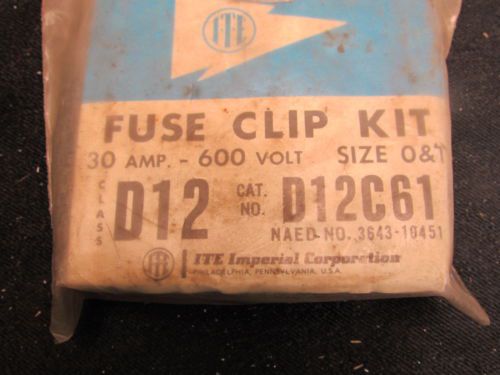 ITE
FUSE CLIP KIT
30 AMP. - 600 VOLT SIZE O&T
CLASS D12 CAT. NO. D12C61
NAED-NO. 3643-10451
ITE ITE Imperial Corporation
PHILADELPHIA, PENNSYLVANIA, U.S.A.